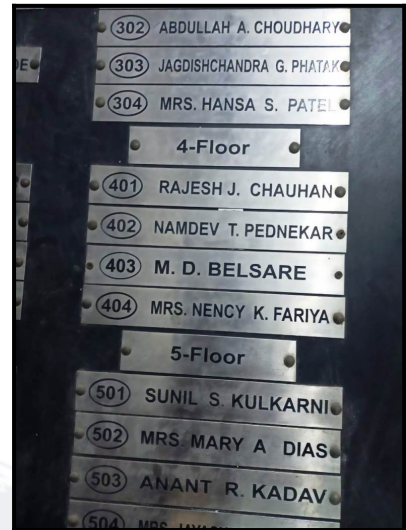 302 ABDULLAH A. CHOUDHARY
303 JAGDISHCHANDRA G. PHATAK
304 MRS. HANSA S. PATEL
4-Floor
401 RAJESH J. CHAUHAN
402 NAMDEV T. PEDNEKAR
403 M. D. BELSARE
404 MRS. NENCY K. FARIYA
5-Floor
501 SUNIL S. KULKARNI
502 MRS MARY A DIAS
503 ANANT R. KADAV
504 MRS